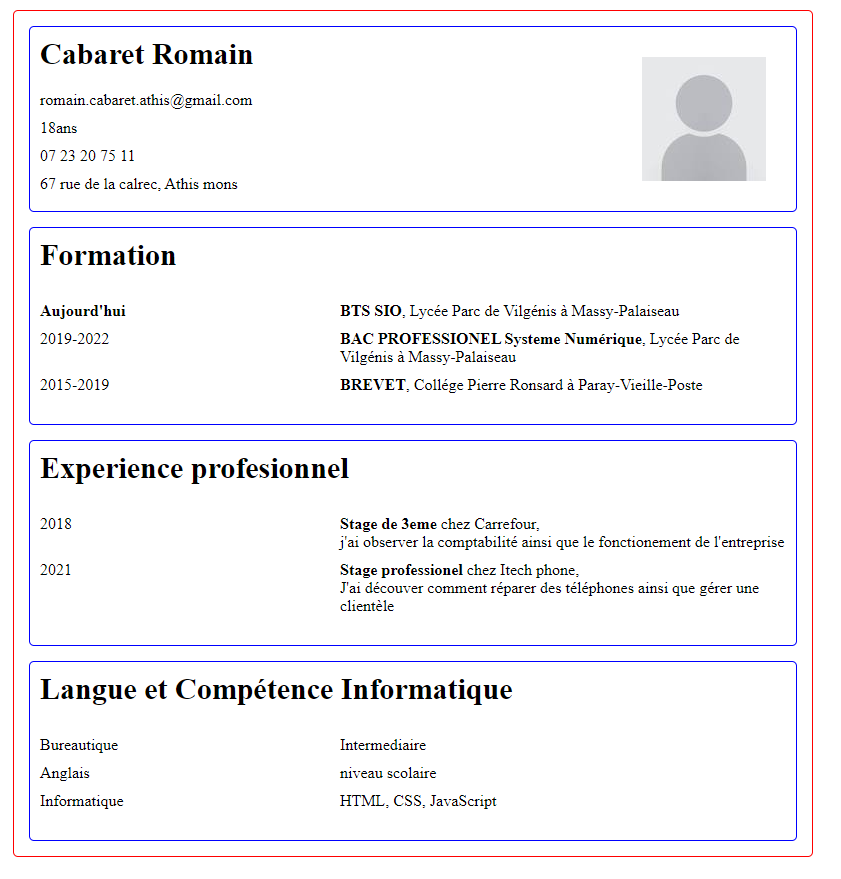 Cabaret Romain
romain.cabaret.athis@gmail.com
18ans
07 23 20 75 11
67 rue de la calrec, Athis mons
Formation
Aujourd'hui BTS SIO, Lycée Parc de Vilgénis à Massy-Palaiseau
2019-2022 BAC PROFESSIONEL Systeme Numérique, Lycée Parc de
Vilgénis à Massy-Palaiseau
2015-2019 BREVET, Collége Pierre Ronsard à Paray-Vieille-Poste
Experience profesionnel
2018 Stage de 3eme chez Carrefour,
j'ai observer la comptabilité ainsi que le fonctionement de l'entreprise
2021 Stage professionel chez Itech phone,
J'ai découver comment réparer des téléphones ainsi que gérer une
clientèle
Langue et Compétence Informatique
Bureautique Intermediaire
Anglais niveau scolaire
Informatique HTML, CSS, JavaScript